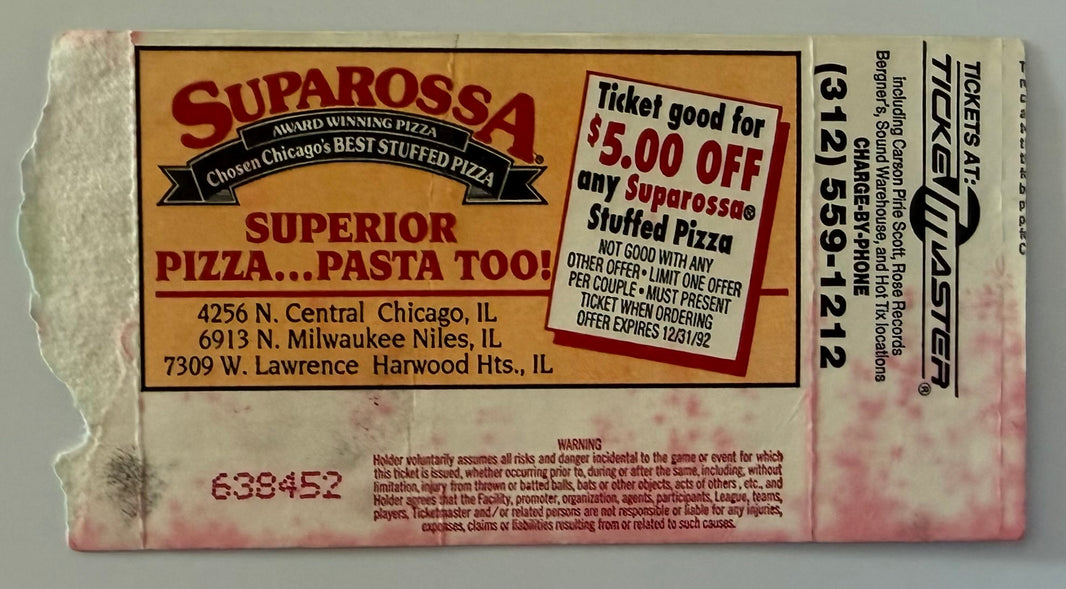 SUPAROSSA®
AWARD WINNING PIZZA
Chosen Chicago's BEST STUFFED PIZZA
SUPERIOR
PIZZA...PASTA TOO!
4256 N. Central Chicago, IL
6913 N. Milwaukee Niles, IL
7309 W. Lawrence Harwood Hts., IL
Ticket good for
$5.00 OFF
any Suparossa®
Stuffed Pizza
NOT GOOD WITH ANY
OTHER OFFER • LIMIT ONE OFFER
PER COUPLE • MUST PRESENT
TICKET WHEN ORDERING
OFFER EXPIRES 12/31/92
638452
WARNING
Holder voluntarily assumes all risks and danger incidental to the game or event for which
this ticket is issued, whether occurring prior to, during or after the same, including, without
limitation, injury from thrown or batted balls, bats or other objects, acts of others , etc., and
Holder agrees that the Facility, promoter, organization, agents, participants, League, teams,
players, Ticketmaster and/or related persons are not responsible or liable for any injuries,
expenses, claims or liabilities resulting from or related to such causes.
TICKETS AT:
TICKETMASTER®
including Carson Pirie Scott, Rose Records
Bergner's, Sound Warehouse, and Hot Tix locations
CHARGE-BY-PHONE
(312) 559-1212